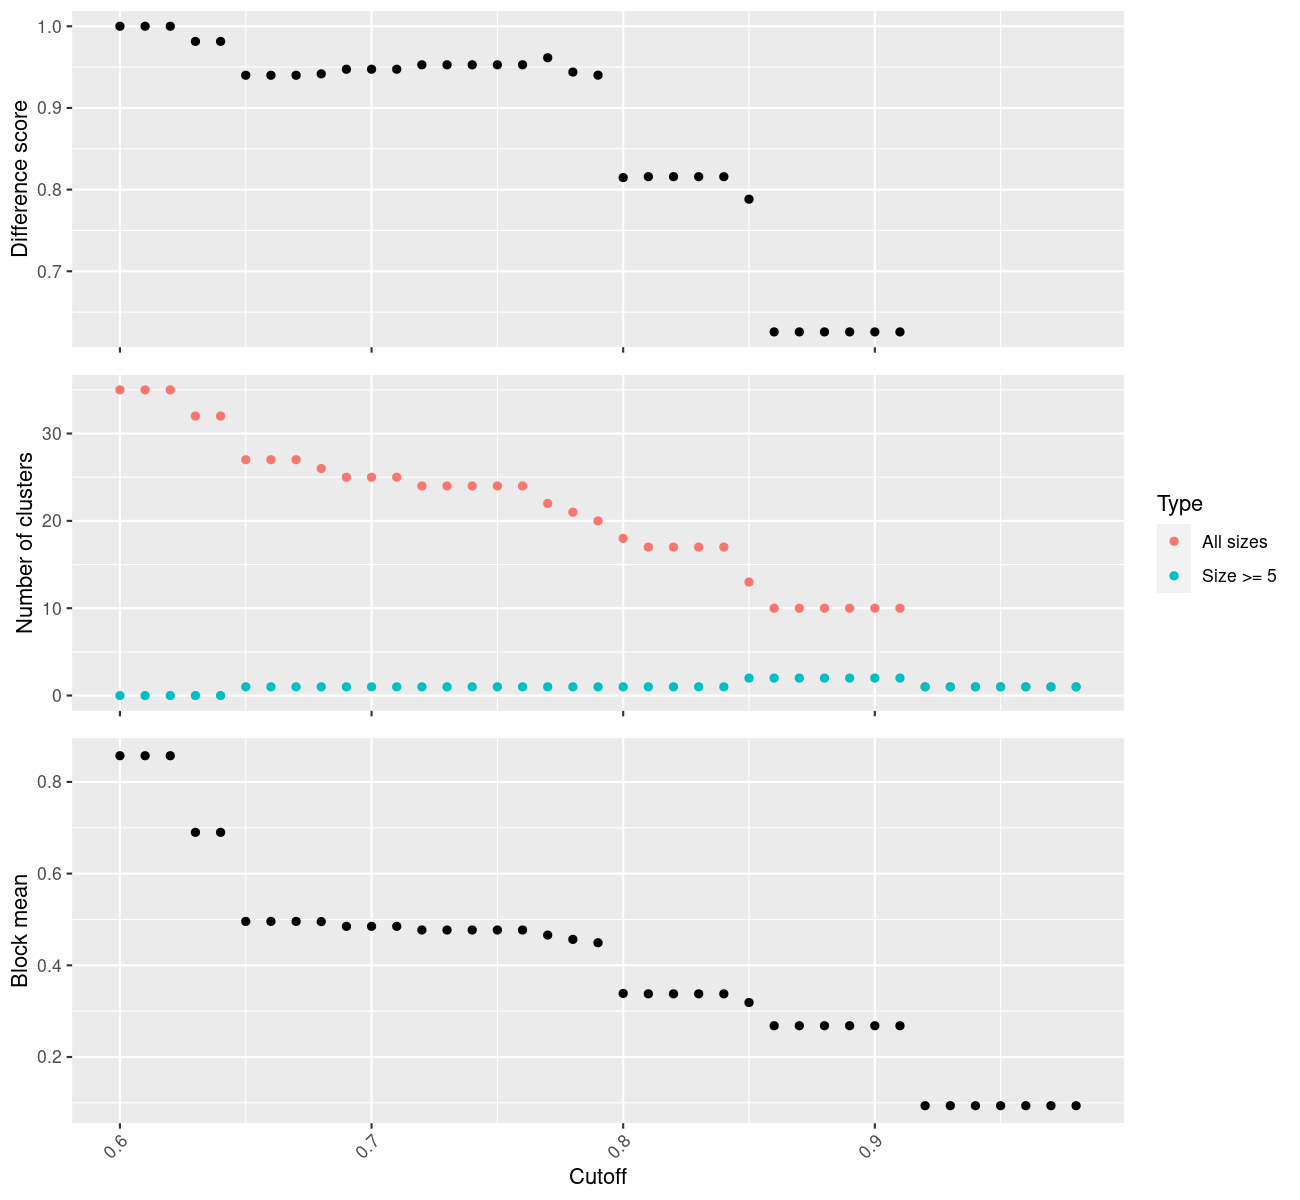 1.0
0.9
0.8
0.7
Difference score
30
20
10
0
Number of clusters
Type
All sizes
Size >= 5
0.8
0.6
0.4
0.2
Block mean
0.6
0.7
0.8
0.9
Cutoff